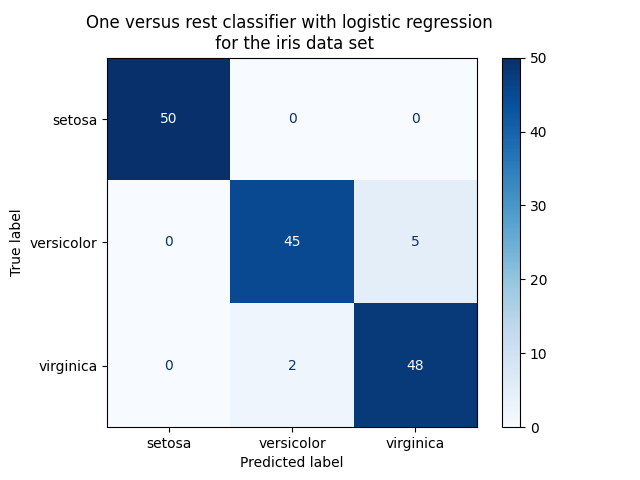 One versus rest classifier with logistic regression
for the iris data set
setosa
50
0
0
versicolor
0
45
5
virginica
0
2
48
setosa
versicolor
virginica
Predicted label
True label
50
40
30
20
10
0